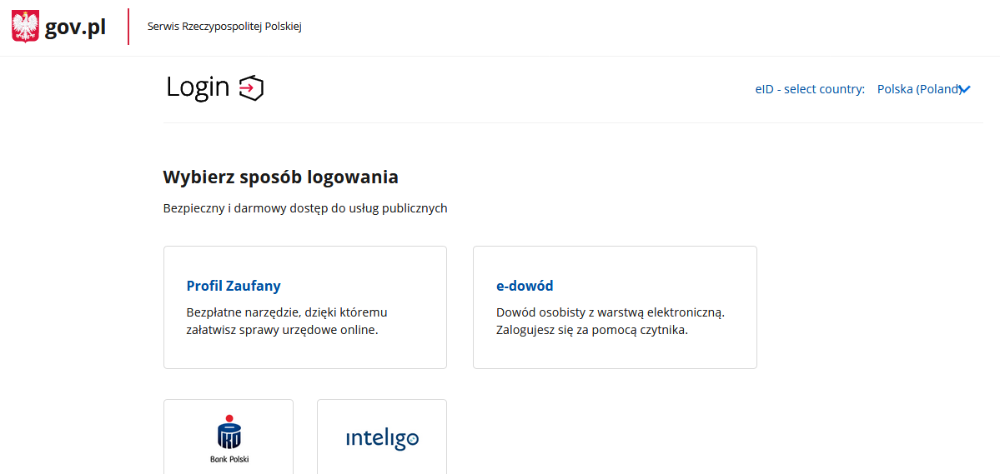 gov.pl
Serwis Rzeczypospolitej Polskiej
Login
eID - select country: Polska (Poland)
Wybierz sposób logowania
Bezpieczny i darmowy dostęp do usług publicznych
Profil Zaufany
Bezpłatne narzędzie, dzięki któremu
załatwisz sprawy urzędowe online.
e-dowód
Dowód osobisty z warstwą elektroniczną.
Zalogujesz się za pomocą czytnika.
PKO
Bank Polski
inteligo